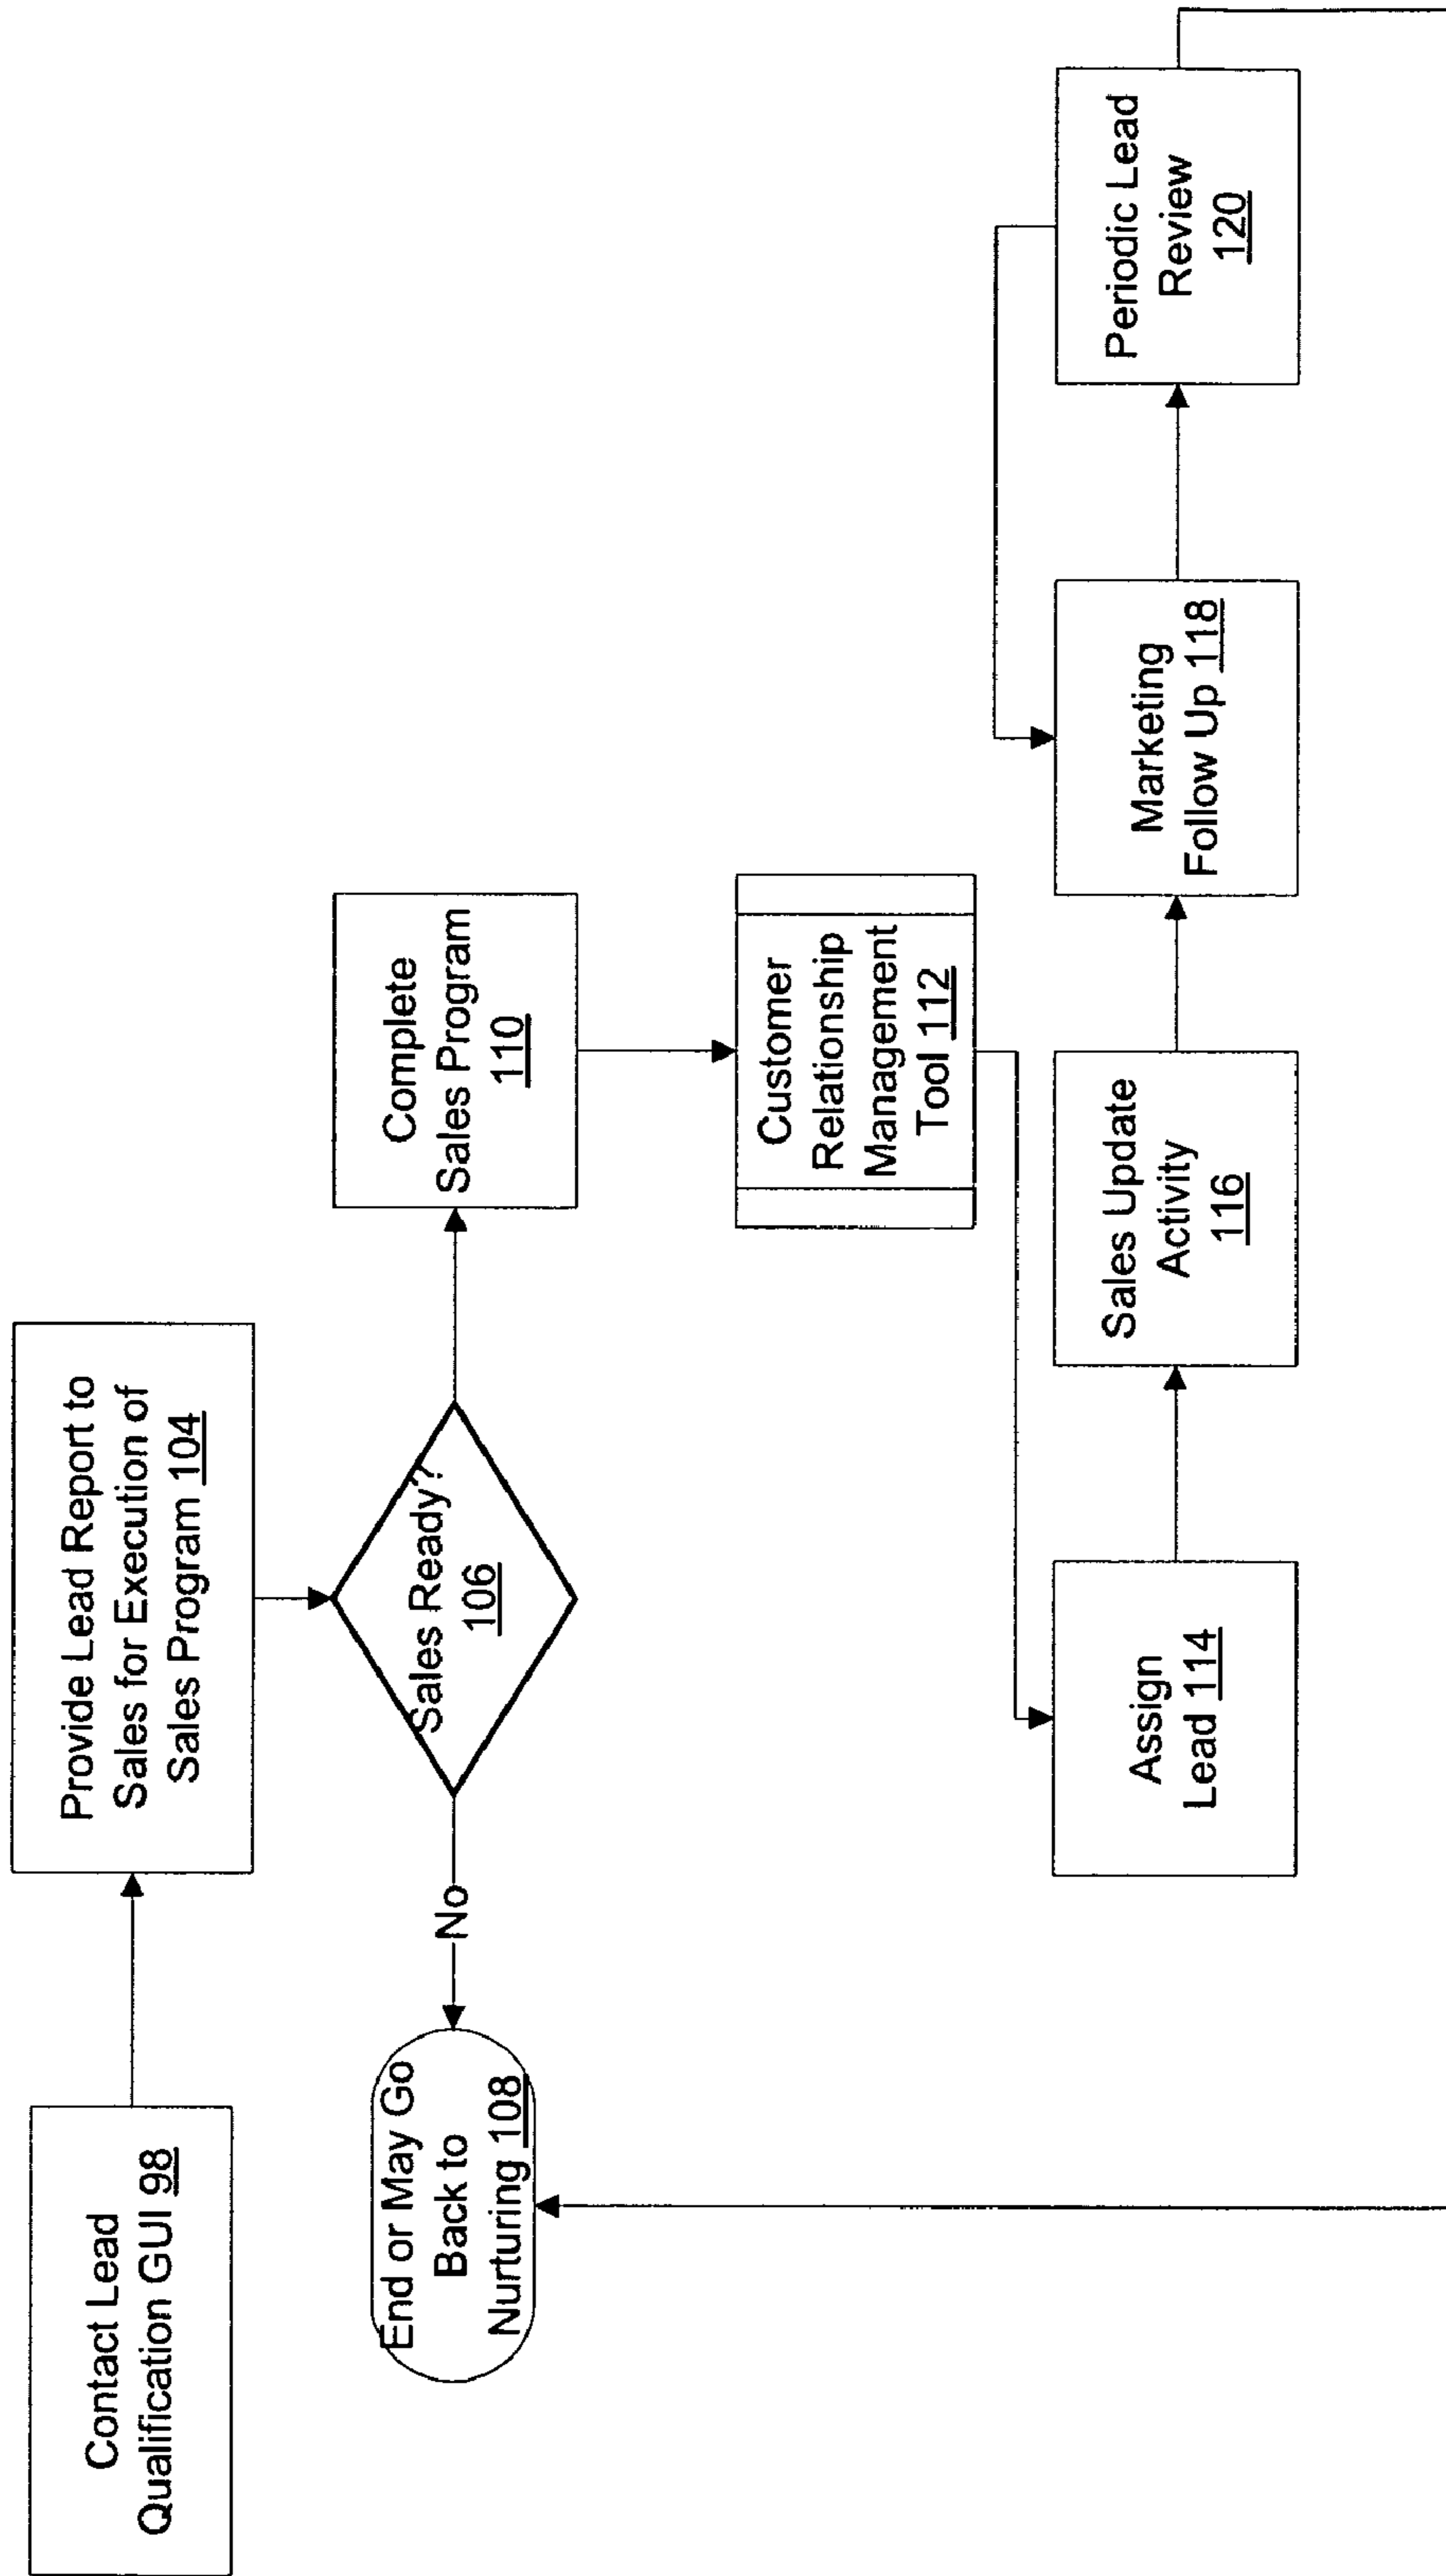 Contact Lead
Qualification GUI 98
Provide Lead Report to
Sales for Execution of
Sales Program 104
Sales Ready?
106
No
End or May Go
Back to
Nurturing 108
Complete
Sales Program
110
Customer
Relationship
Management
Tool 112
Assign
Lead 114
Sales Update
Activity
116
Marketing
Follow Up 118
Periodic Lead
Review
120